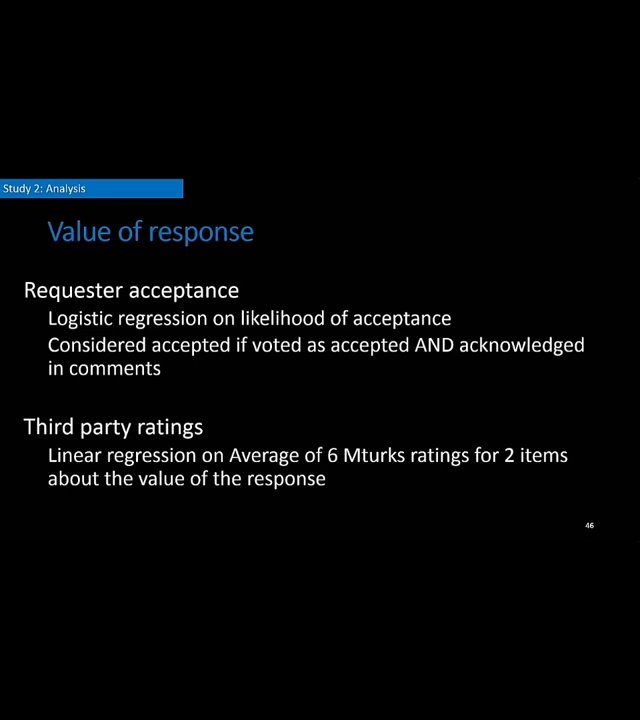 Study 2: Analysis
Value of response
Requester acceptance
Logistic regression on likelihood of acceptance
Considered accepted if voted as accepted AND acknowledged
in comments
Third party ratings
Linear regression on Average of 6 Mturks ratings for 2 items
about the value of the response
46